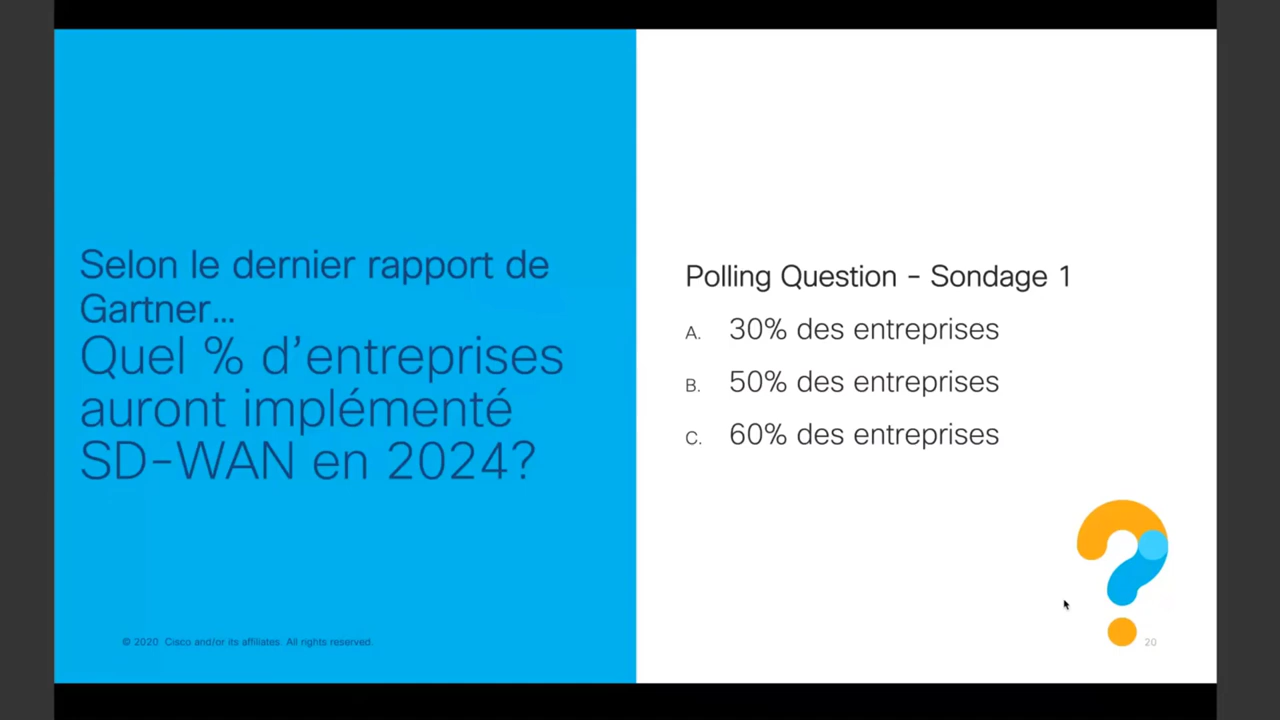 Selon le dernier rapport de
Gartner...
Quel % d’entreprises
auront implémenté
SD-WAN en 2024?
Polling Question - Sondage 1
A. 30% des entreprises
B. 50% des entreprises
C. 60% des entreprises
© 2020 Cisco and/or its affiliates. All rights reserved.
20